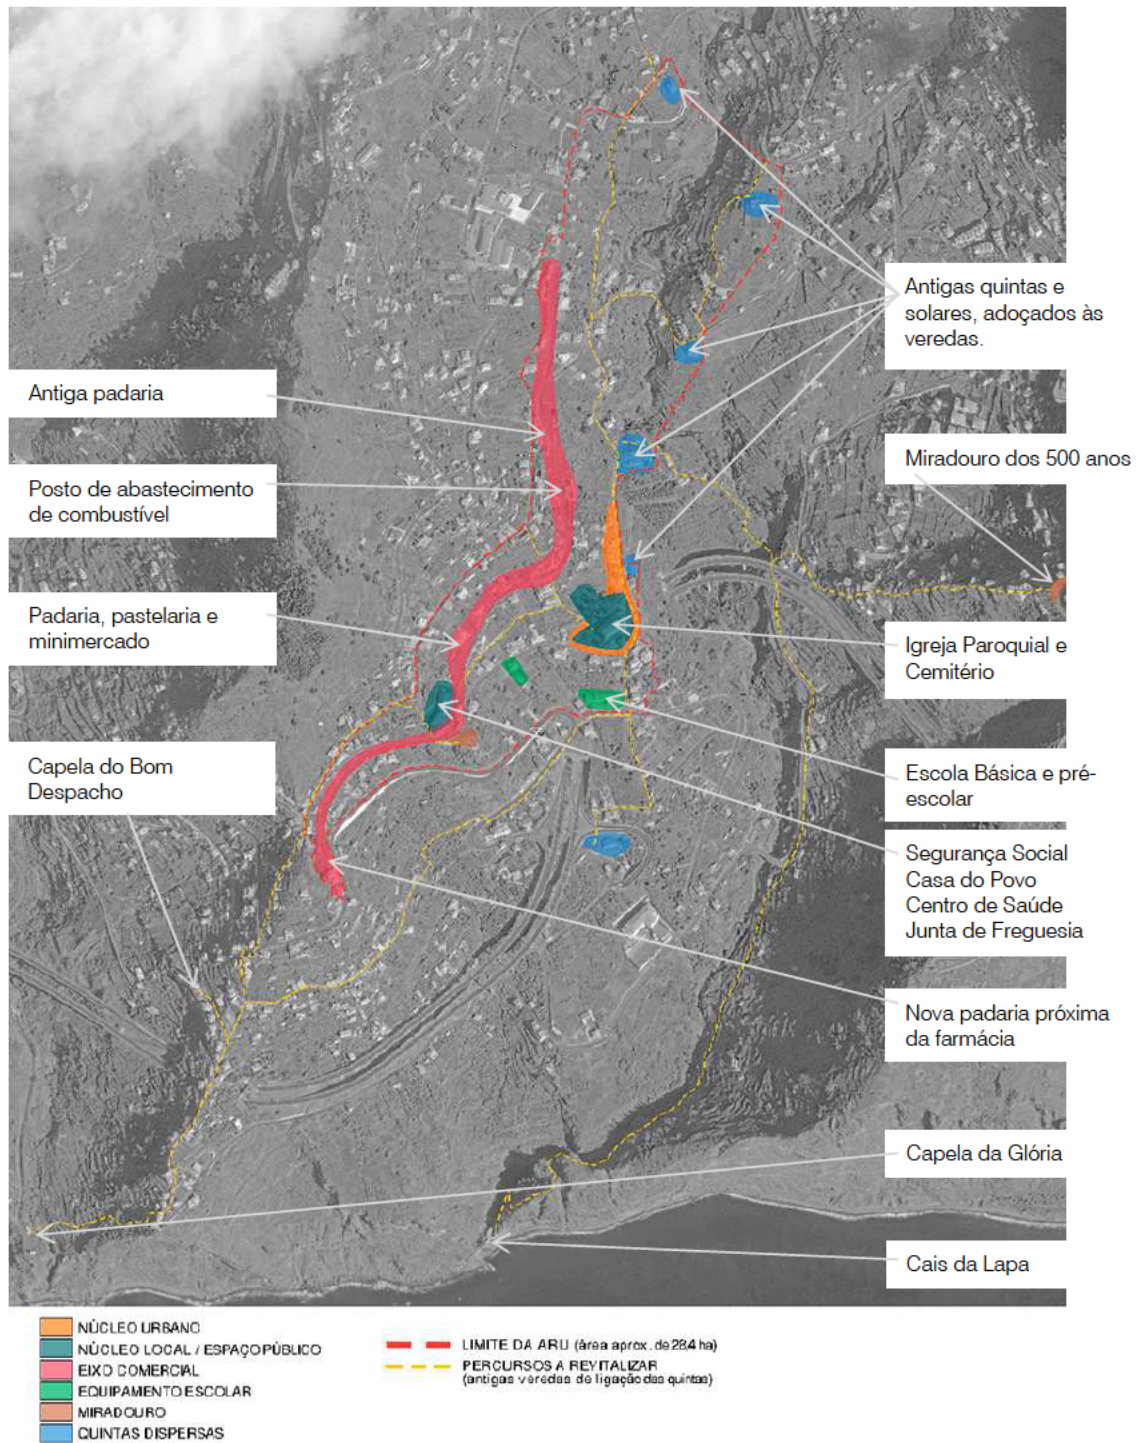 Antigas quintas e
solares, adoçados às
veredas.
Antiga padaria
Miradouro dos 500 anos
Posto de abastecimento
de combustível
Padaria, pastelaria e
minimercado
Igreja Paroquial e
Cemitério
Capela do Bom
Despacho
Escola Básica e pré-
escolar
Segurança Social
Casa do Povo
Centro de Saúde
Junta de Freguesia
Nova padaria próxima
da farmácia
Capela da Glória
Cais da Lapa
NÚCLEO URBANO
NÚCLEO LOCAL / ESPAÇO PÚBLICO
EIXO COMERCIAL
EQUIPAMENTO ESCOLAR
MIRADOURO
QUINTAS DISPERSAS
LIMITE DA ARU (área aprox. de 28,4 ha)
PERCURSOS A REVITALIZAR
(antigas veredas de ligação das quintas)